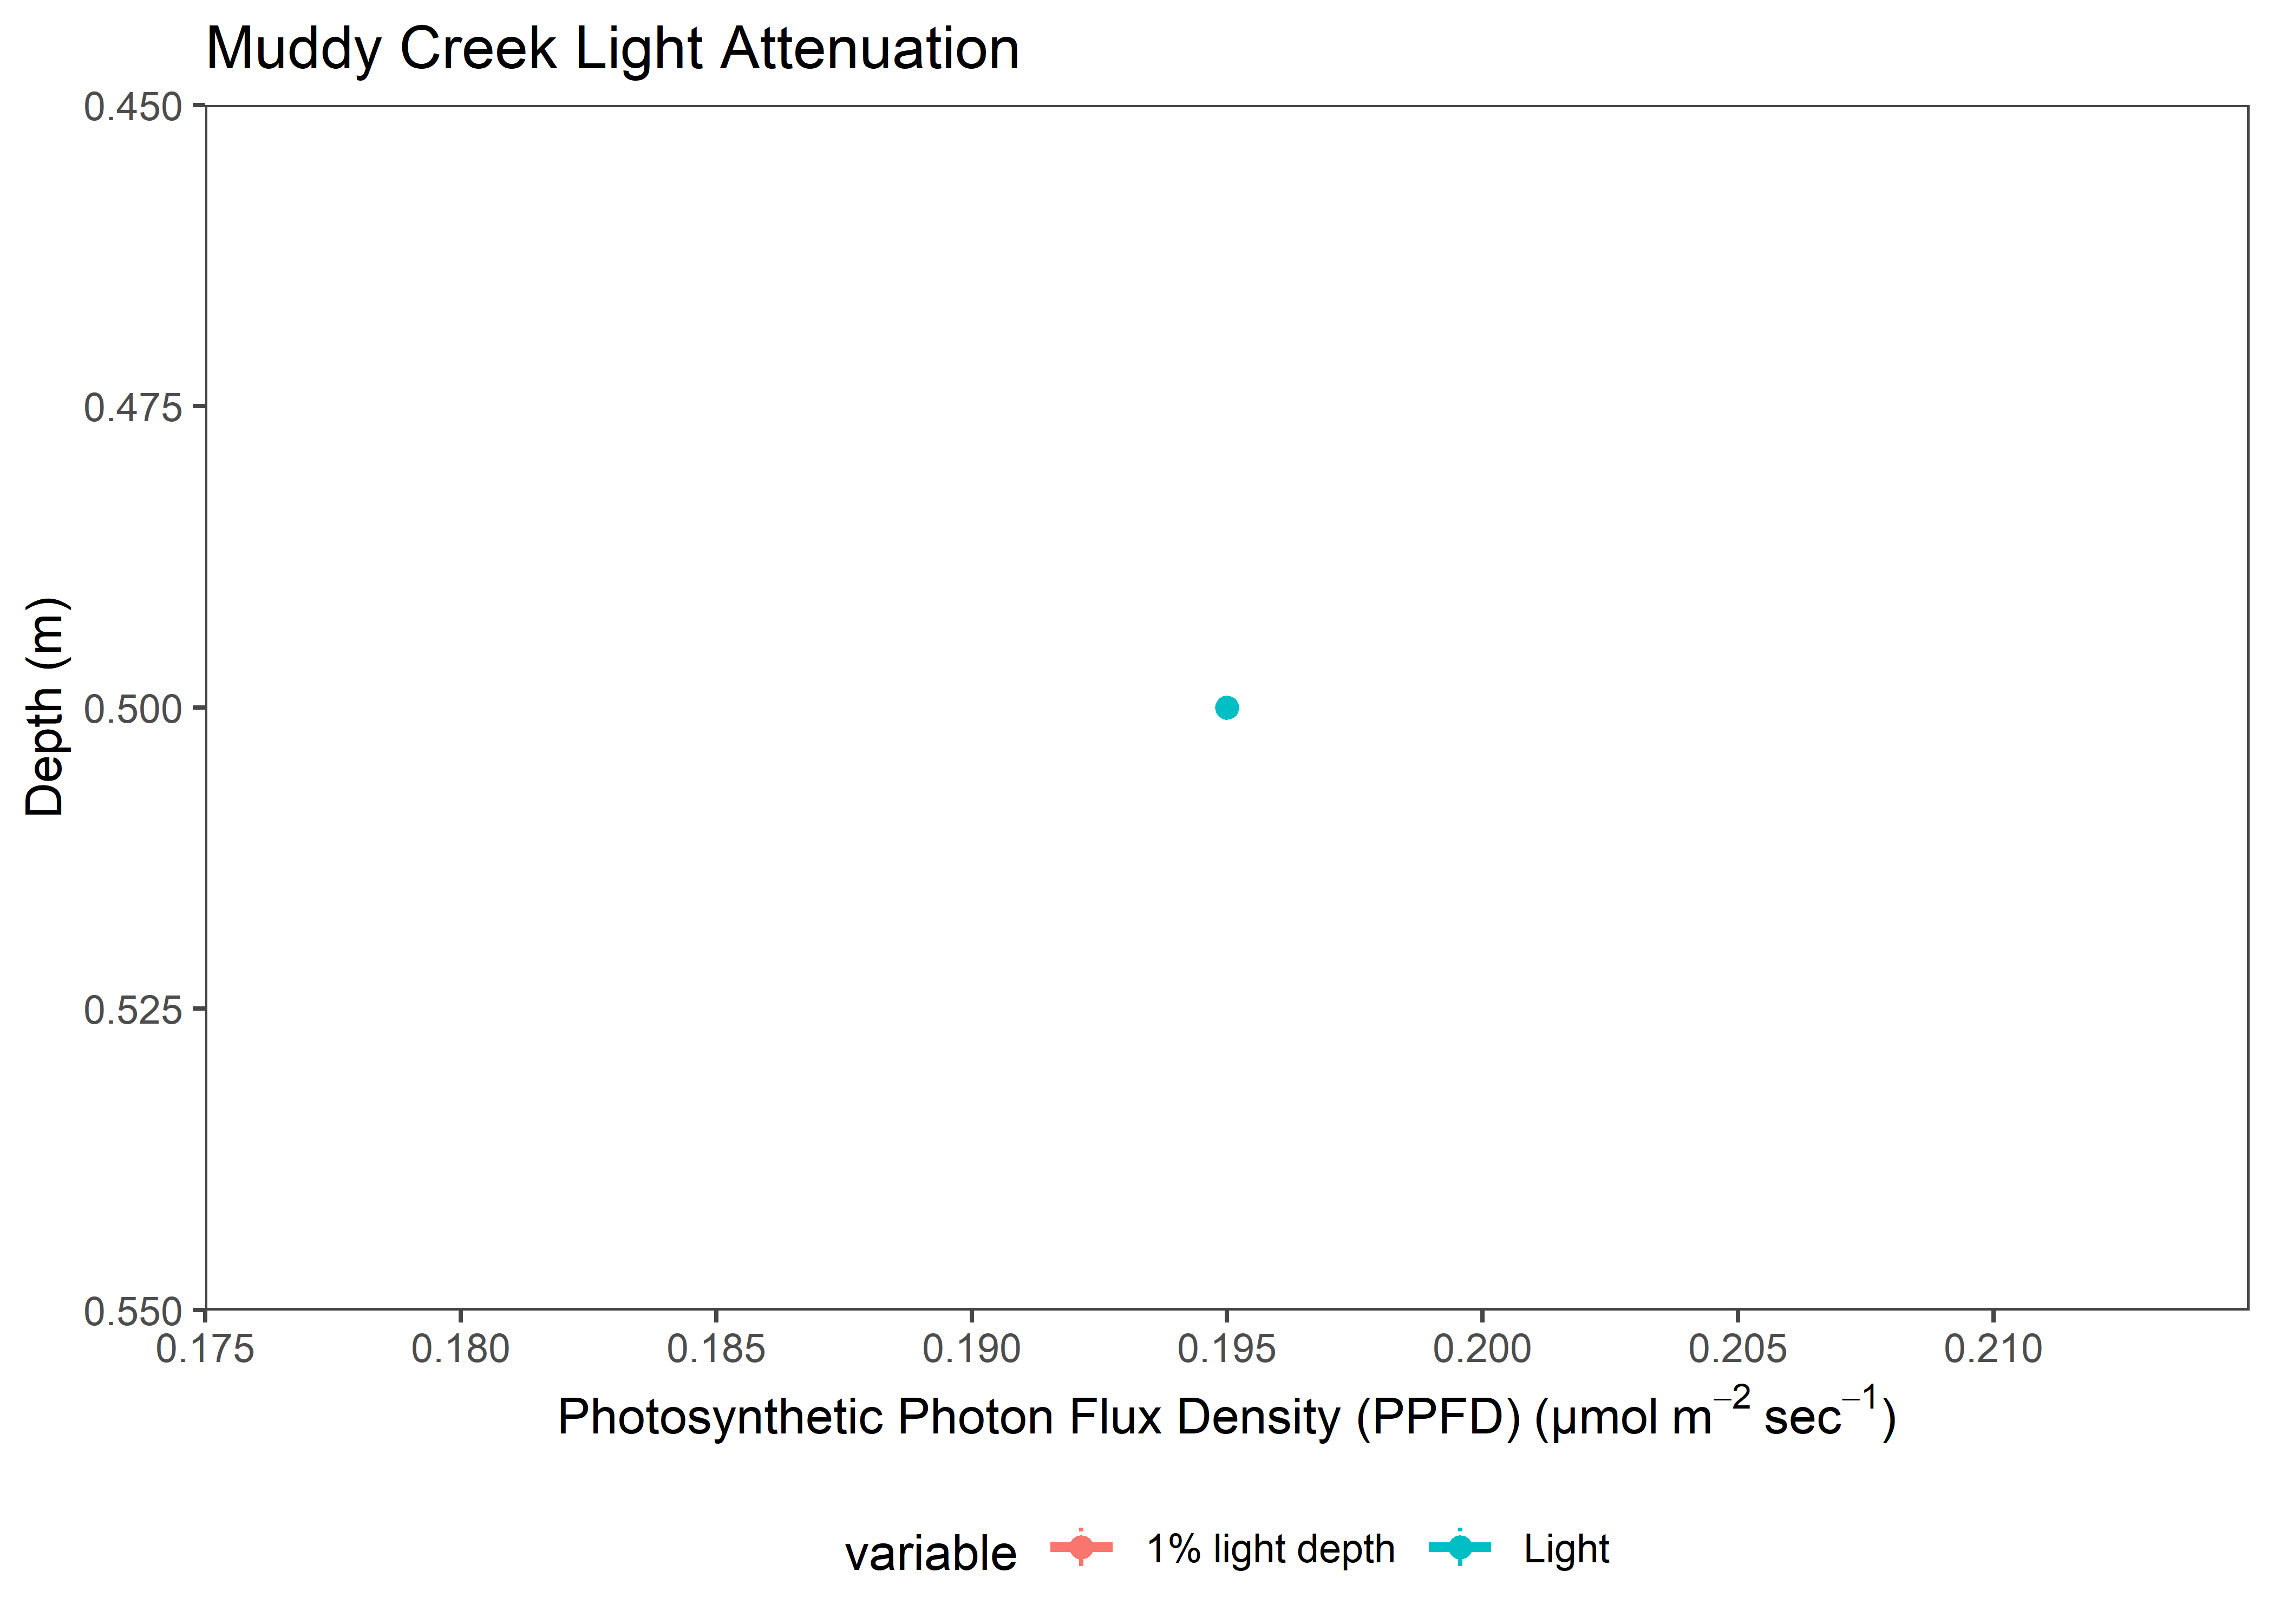 Muddy Creek Light Attenuation
0.450
0.475
0.500
0.525
0.550
Depth (m)
0.175 0.180 0.185 0.190 0.195 0.200 0.205 0.210
Photosynthetic Photon Flux Density (PPFD) (µmol m⁻² sec⁻¹)
variable 1% light depth Light